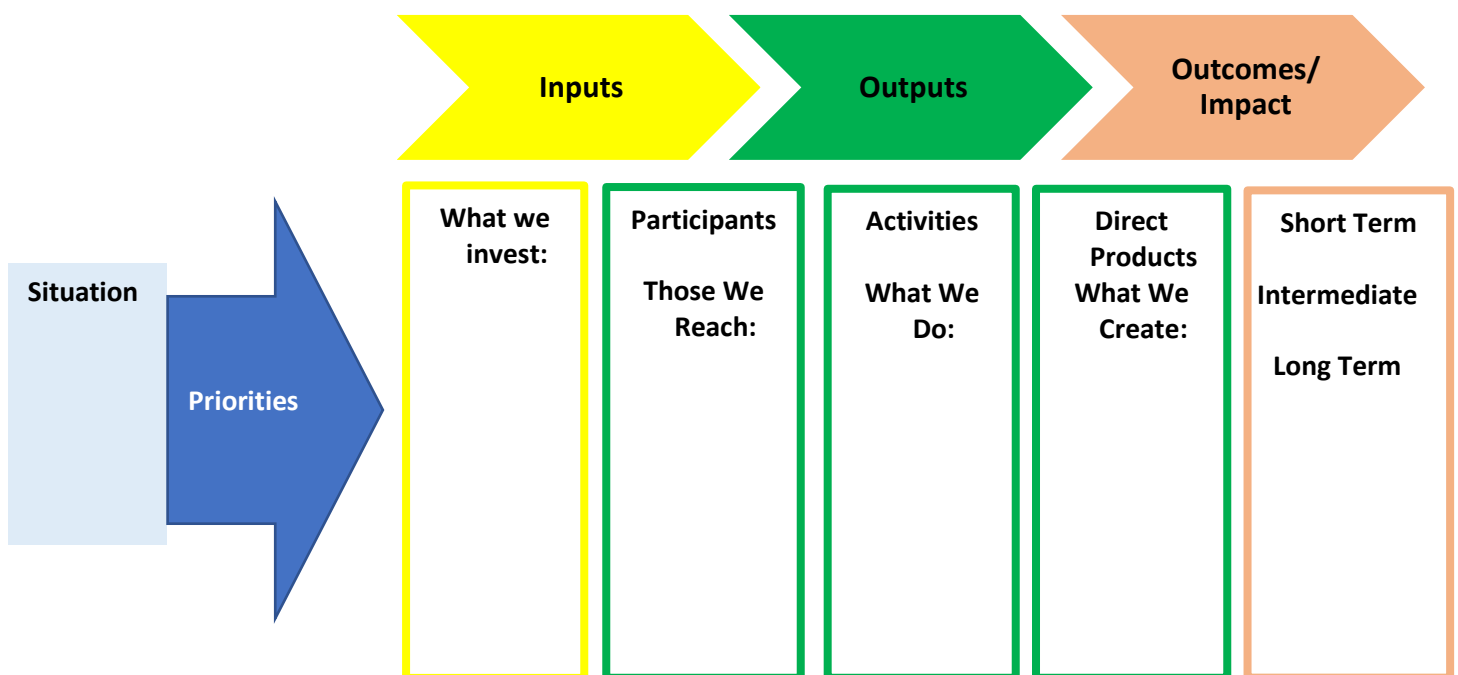 Inputs
Outputs
Outcomes/
Impact
Situation
Priorities
What we
invest:
Participants
Those We
Reach:
Activities
What We
Do:
Direct
Products
What We
Create:
Short Term
Intermediate
Long Term